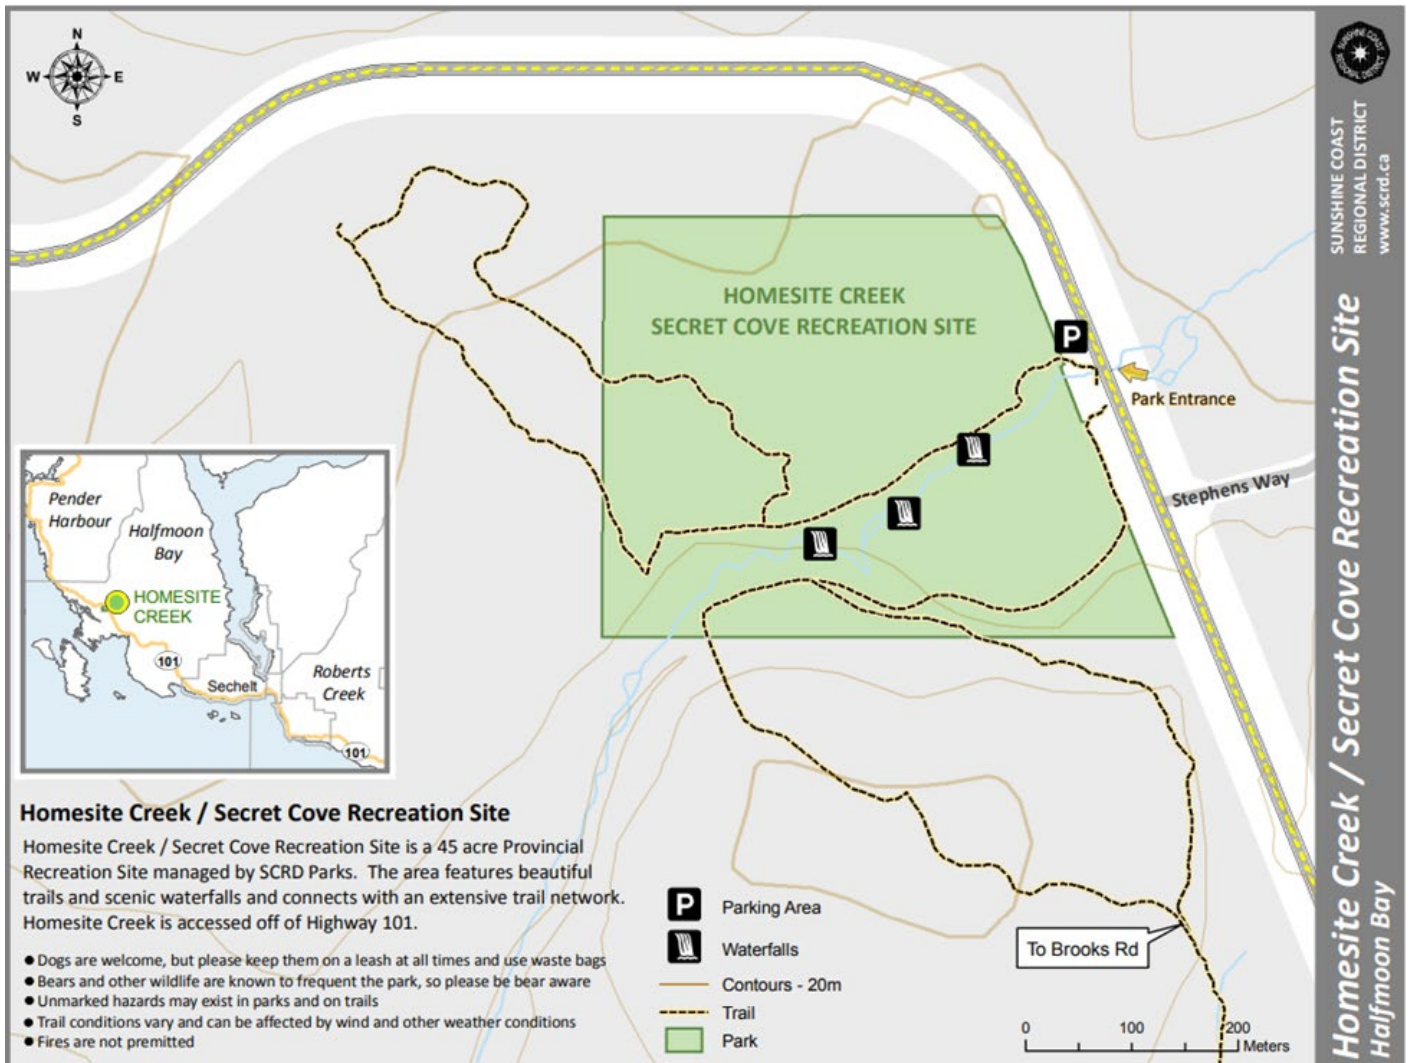 N
W E
S
HOMESITE CREEK
SECRET COVE RECREATION SITE
P
Park Entrance
Stephens Way
Pender
Harbour
Halfmoon
Bay
HOMESITE
CREEK
101
Sechelt
Roberts
Creek
101
Homesite Creek / Secret Cove Recreation Site
Homesite Creek / Secret Cove Recreation Site is a 45 acre Provincial
Recreation Site managed by SCRD Parks. The area features beautiful
trails and scenic waterfalls and connects with an extensive trail network.
Homesite Creek is accessed off of Highway 101.
● Dogs are welcome, but please keep them on a leash at all times and use waste bags
● Bears and other wildlife are known to frequent the park, so please be bear aware
● Unmarked hazards may exist in parks and on trails
● Trail conditions vary and can be affected by wind and other weather conditions
● Fires are not premitted
P Parking Area
Waterfalls
Contours - 20m
Trail
Park
To Brooks Rd
0 100 200
Meters
SUNSHINE COAST
REGIONAL DISTRICT
SUNSHINE COAST
REGIONAL DISTRICT
www.scrd.ca
Homesite Creek / Secret Cove Recreation Site
Halfmoon Bay